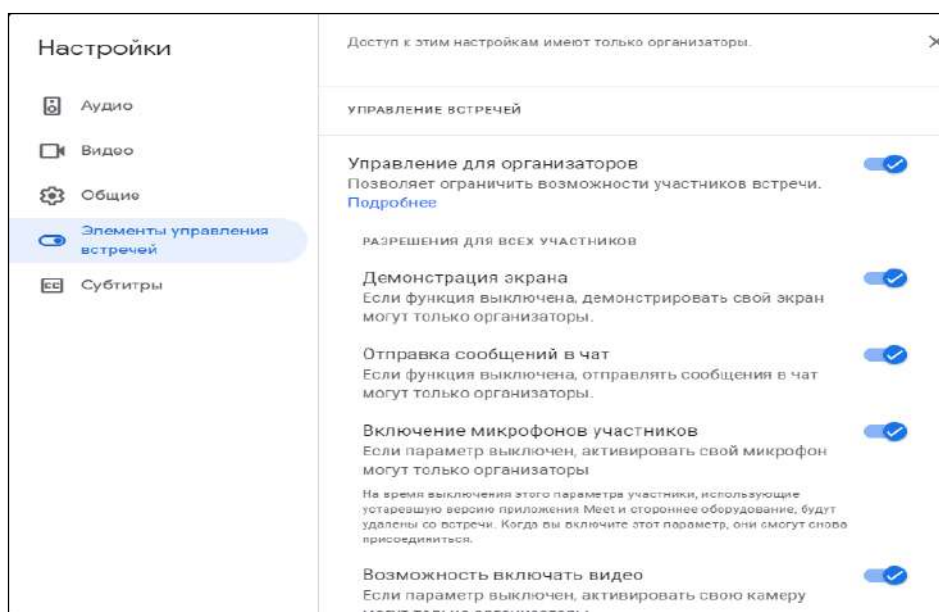 Настройки
Аудио
Видео
Общие
Элементы управления
встречей
Субтитры
Доступ к этим настройкам имеют только организаторы.
УПРАВЛЕНИЕ ВСТРЕЧЕЙ
Управление для организаторов
Позволяет ограничить возможности участников встречи.
Подробнее
РАЗРЕШЕНИЯ ДЛЯ ВСЕХ УЧАСТНИКОВ
Демонстрация экрана
Если функция выключена, демонстрировать свой экран
могут только организаторы.
Отправка сообщений в чат
Если функция выключена, отправлять сообщения в чат
могут только организаторы.
Включение микрофонов участников
Если параметр выключен, активировать свой микрофон
могут только организаторы
На время выключения этого параметра участники, использующие
устаревшую версию приложения Meet и стороннее оборудование, будут
удалены со встречи. Когда вы включите этот параметр, они смогут снова
присоединиться.
Возможность включать видео
Если параметр выключен, активировать свою камеру
могут только организаторы.